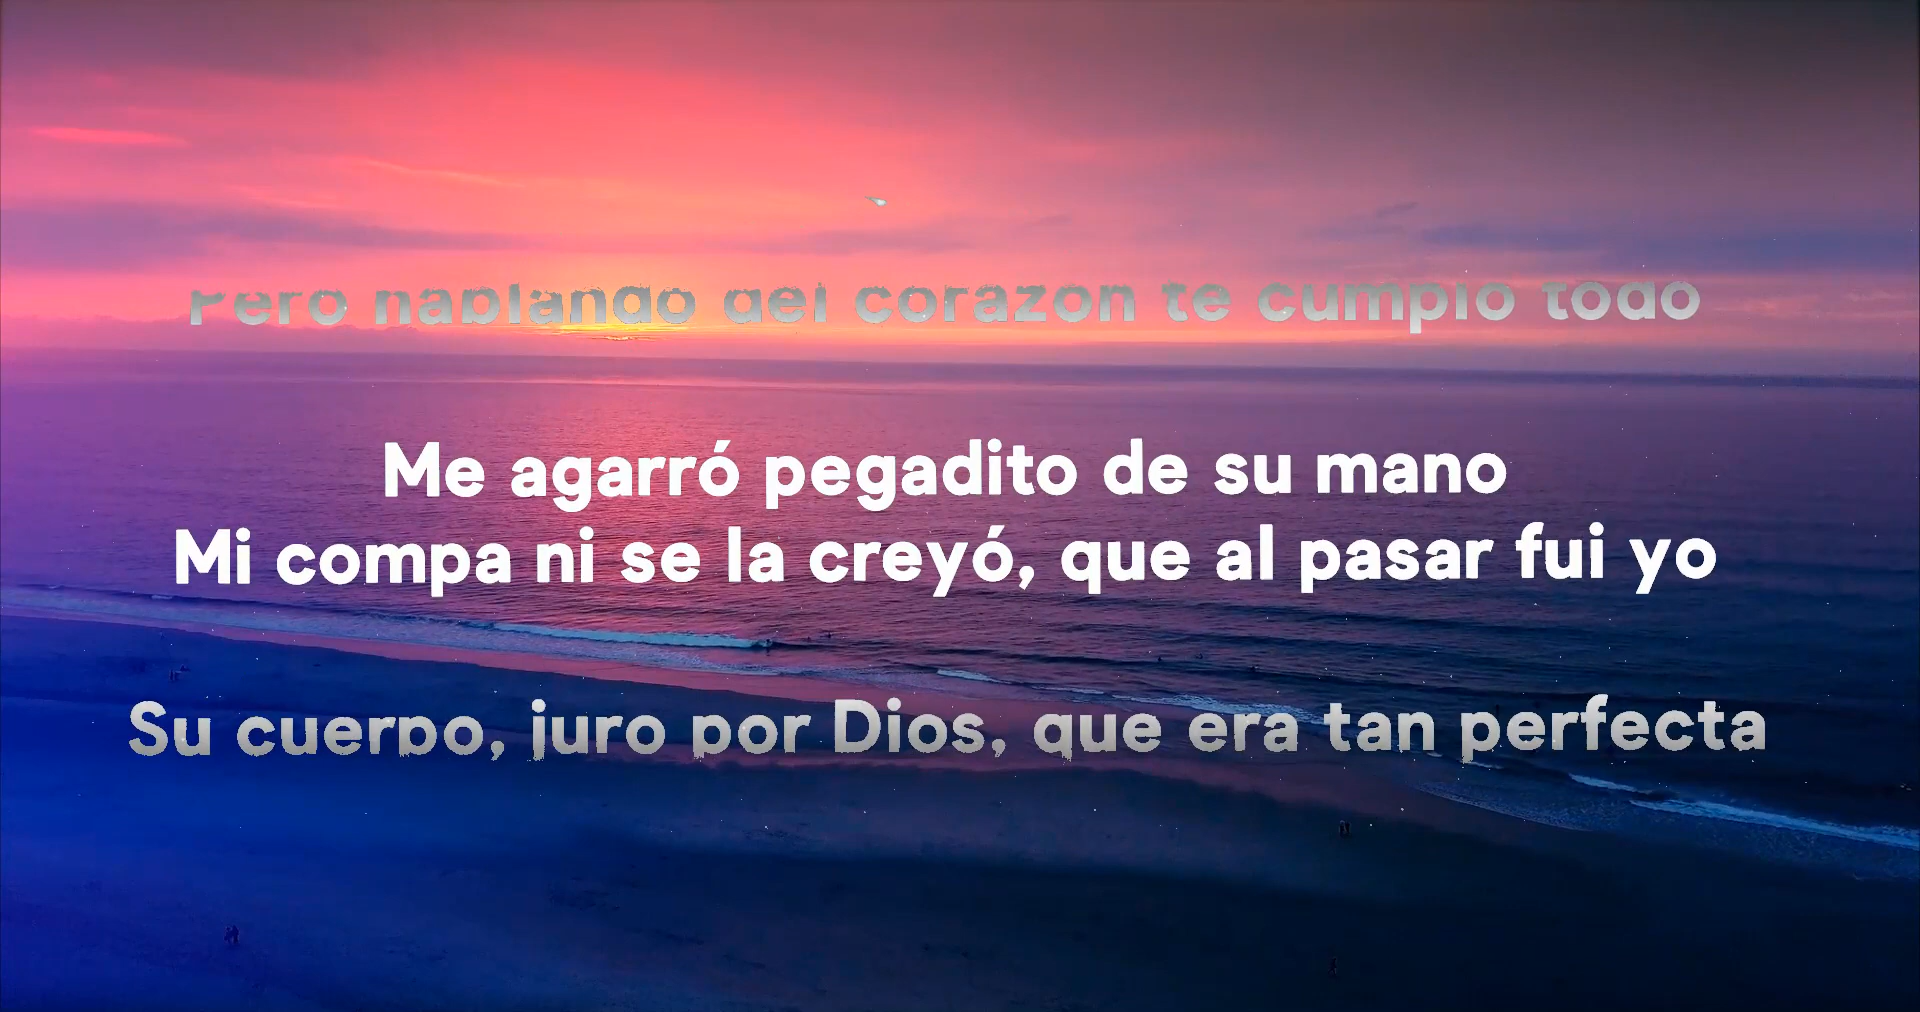 Pero hablando del corazón te cumplo todo
Me agarró pegadito de su mano
Mi compa ni se la creyó, que al pasar fui yo
Su cuerpo, juro por Dios, que era tan perfecta